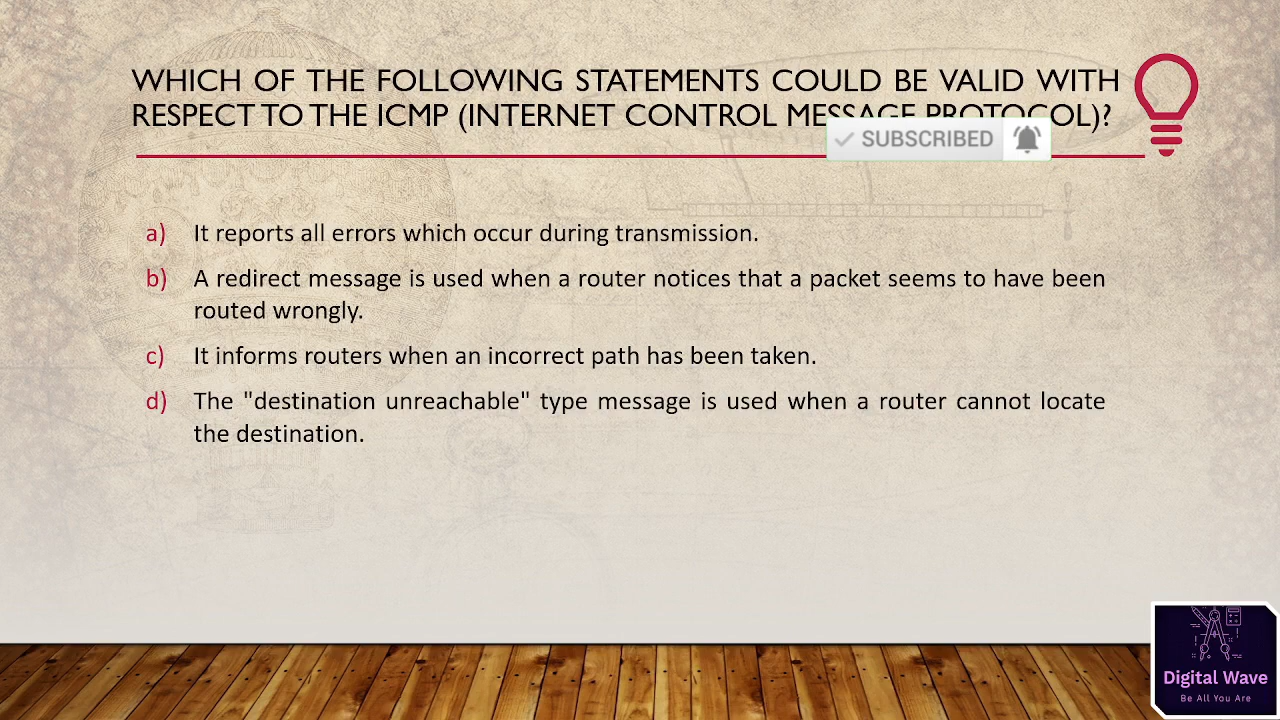 WHICH OF THE FOLLOWING STATEMENTS COULD BE VALID WITH
RESPECT TO THE ICMP (INTERNET CONTROL MESSAGE PROTOCOL)?
SUBSCRIBED
a) It reports all errors which occur during transmission.
b) A redirect message is used when a router notices that a packet seems to have been
routed wrongly.
c) It informs routers when an incorrect path has been taken.
d) The "destination unreachable" type message is used when a router cannot locate
the destination.
Digital Wave
Be All You Are